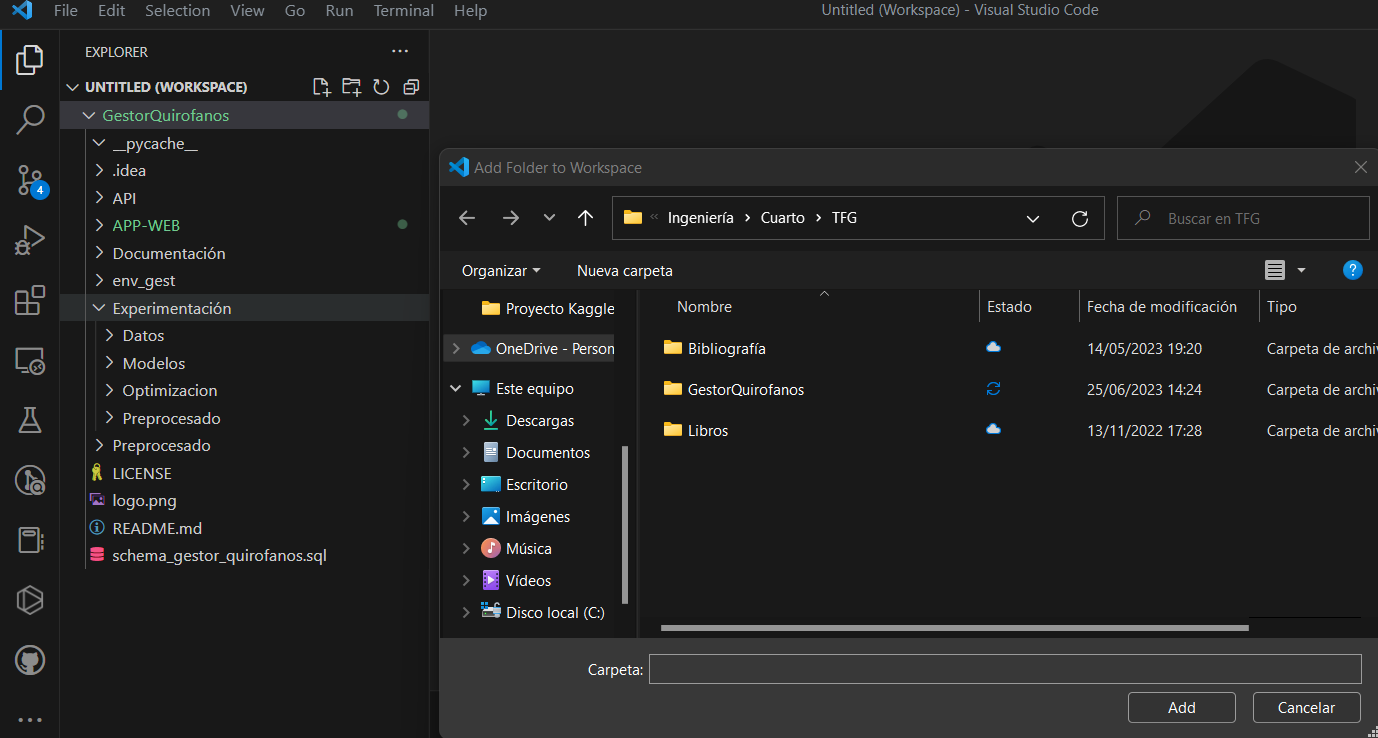 File Edit Selection View Go Run Terminal Help Untitled (Workspace) - Visual Studio Code
EXPLORER
UNTITLED (WORKSPACE)
GestorQuirofanos
__pycache__
.idea
API
APP-WEB
Documentación
env_gest
Experimentación
Datos
Modelos
Optimizacion
Preprocesado
Preprocesado
LICENSE
logo.png
README.md
schema_gestor_quirofanos.sql
4
Add Folder to Workspace
Ingeniería Cuarto TFG
Buscar en TFG
Organizar Nueva carpeta
Proyecto Kaggle
OneDrive - Person
Este equipo
Descargas
Documentos
Escritorio
Imágenes
Música
Vídeos
Disco local (C:)
Nombre Estado Fecha de modificación Tipo
Bibliografía 14/05/2023 19:20 Carpeta de archi
GestorQuirofanos 25/06/2023 14:24 Carpeta de archi
Libros 13/11/2022 17:28 Carpeta de archi
Carpeta:
Add Cancelar